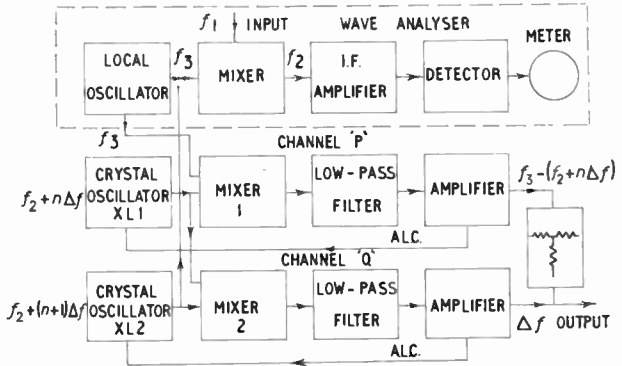 f1 INPUT WAVE ANALYSER
METER
LOCAL OSCILLATOR
f3
MIXER
f2
I.F. AMPLIFIER
DETECTOR
f3
CHANNEL 'P'
f2+nΔf
CRYSTAL OSCILLATOR XL1
MIXER 1
LOW-PASS FILTER
AMPLIFIER
f3-(f2+nΔf)
A.L.C.
CHANNEL 'Q'
f2+(n+1)Δf
CRYSTAL OSCILLATOR XL2
MIXER 2
LOW-PASS FILTER
AMPLIFIER
Δf OUTPUT
A.L.C.